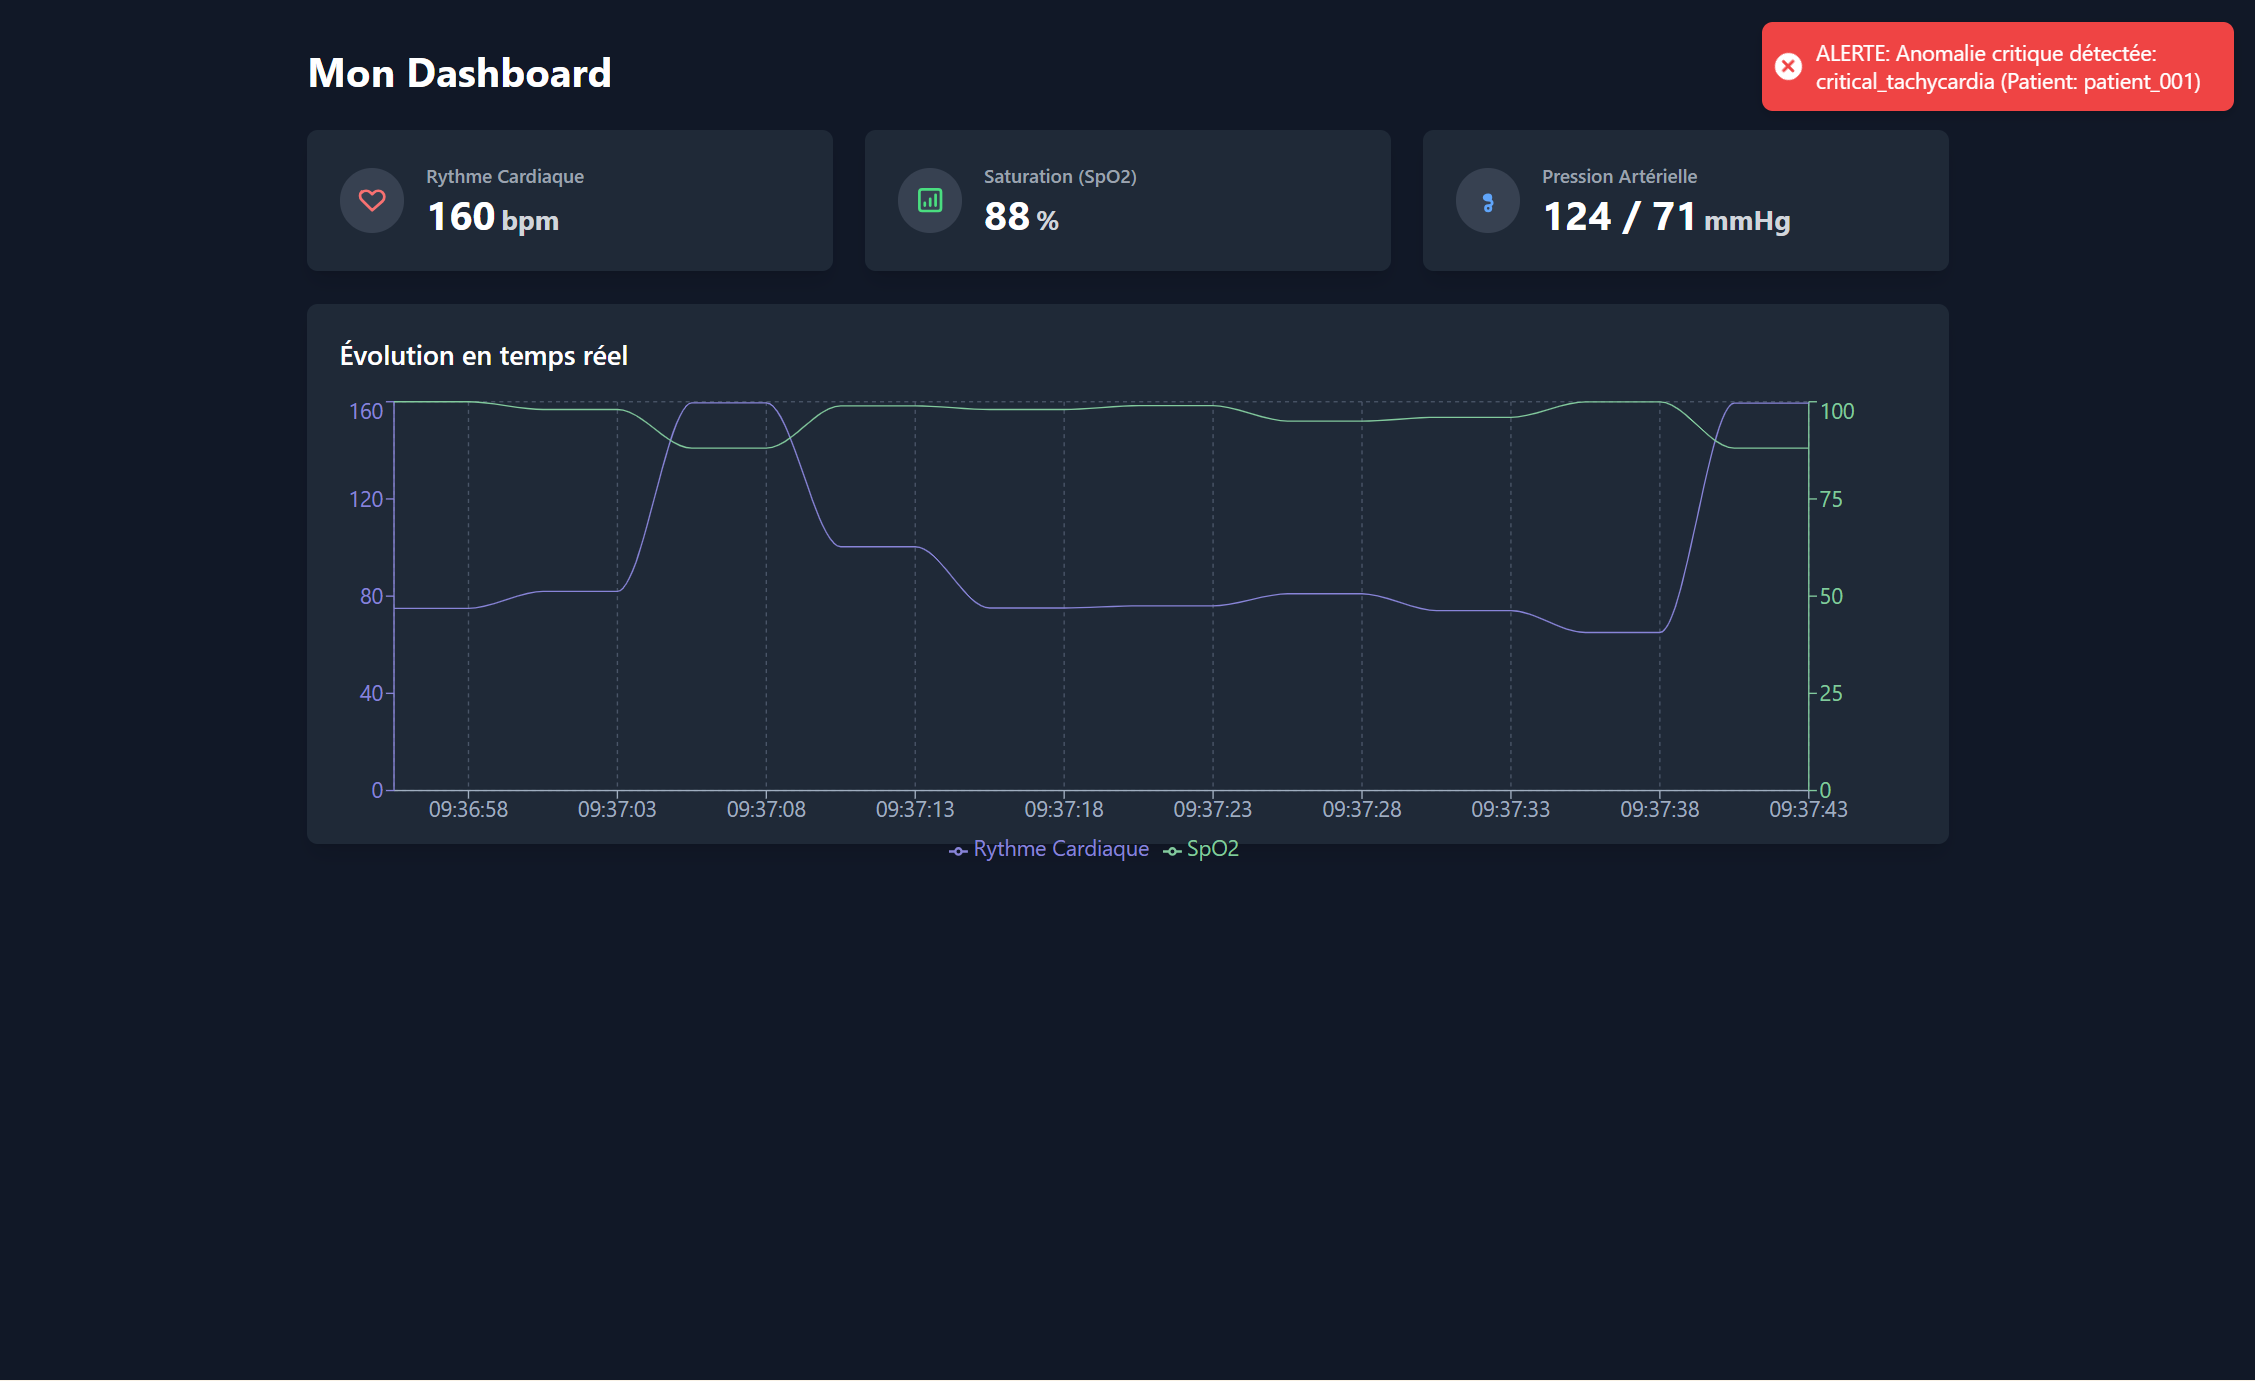 Mon Dashboard
ALERTE: Anomalie critique détectée:
critical_tachycardia (Patient: patient_001)
Rythme Cardiaque
160 bpm
Saturation (SpO2)
88 %
Pression Artérielle
124 / 71 mmHg
Évolution en temps réel
160
120
80
40
0
100
75
50
25
0
09:36:58 09:37:03 09:37:08 09:37:13 09:37:18 09:37:23 09:37:28 09:37:33 09:37:38 09:37:43
Rythme Cardiaque SpO2